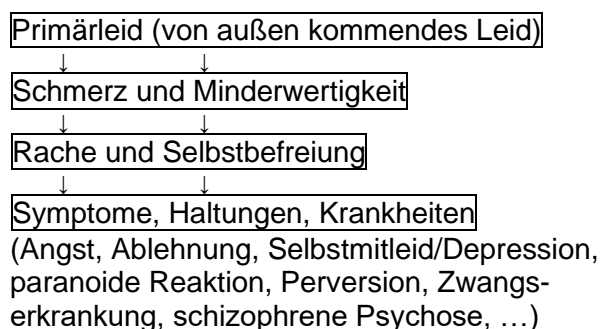 Primärleid (von außen kommendes Leid)
↓ ↓
Schmerz und Minderwertigkeit
↓ ↓
Rache und Selbstbefreiung
↓ ↓
Symptome, Haltungen, Krankheiten
(Angst, Ablehnung, Selbstmitleid/Depression,
paranoide Reaktion, Perversion, Zwangs-
erkrankung, schizophrene Psychose, …)